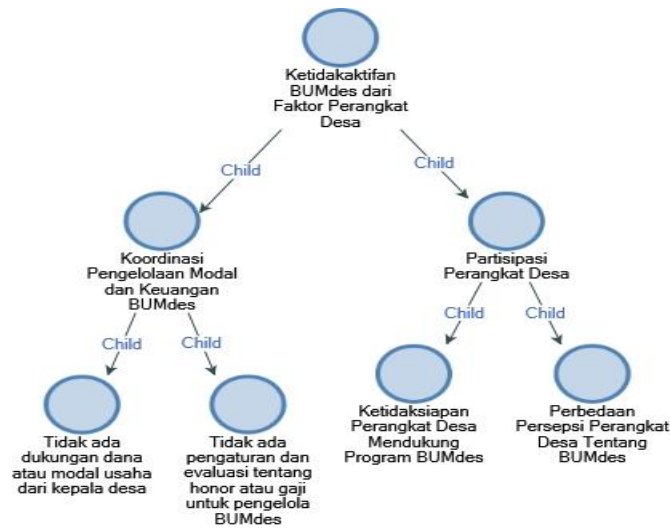 Ketidakaktifan
BUMdes dari
Faktor Perangkat
Desa
Child
Child
Koordinasi
Pengelolaan Modal
dan Keuangan
BUMdes
Partisipasi
Perangkat Desa
Child
Child
Child
Child
Tidak ada
dukungan dana
atau modal usaha
dari kepala desa
Tidak ada
pengaturan dan
evaluasi tentang
honor atau gaji
untuk pengelola
BUMdes
Ketidaksiapan
Perangkat Desa
Mendukung
Program BUMdes
Perbedaan
Persepsi Perangkat
Desa Tentang
BUMdes